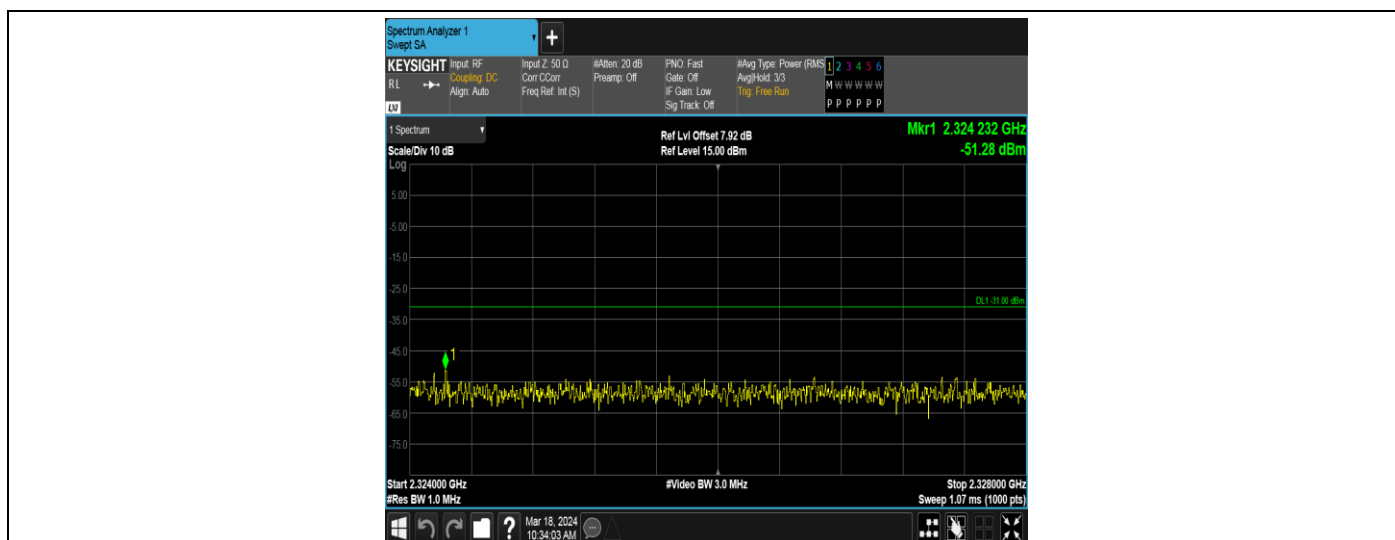 Spectrum Analyzer 1
Swept SA
+
KEYSIGHT
RL
LXI
Input: RF
Coupling: DC
Align: Auto
Input Z: 50 Ω
Corr CCorr
Freq Ref: Int (S)
#Atten: 20 dB
Preamp: Off
PNO: Fast
Gate: Off
IF Gain: Low
Sig Track: Off
#Avg Type: Power (RMS
Avg|Hold: 3/3
Trig: Free Run
1 2 3 4 5 6
M W W W W W
P P P P P P
1 Spectrum
Scale/Div 10 dB
Ref Lvl Offset 7.92 dB
Ref Level 15.00 dBm
Mkr1 2.324 232 GHz
-51.28 dBm
Log
5.00
-5.00
-15.0
-25.0
DL1 -31.00 dBm
-35.0
-45.0
1
-55.0
-65.0
-75.0
Start 2.324000 GHz
#Res BW 1.0 MHz
#Video BW 3.0 MHz
Stop 2.328000 GHz
Sweep 1.07 ms (1000 pts)
?
Mar 18, 2024
10:34:03 AM